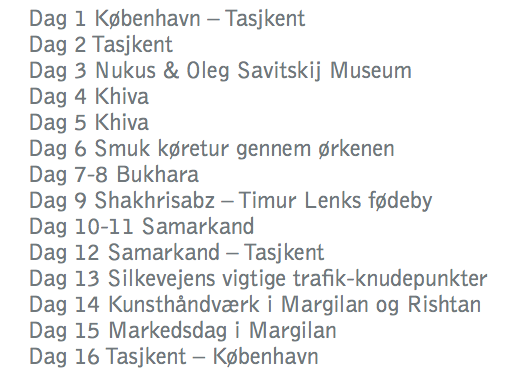 Dag 1 København – Tasjkent
Dag 2 Tasjkent
Dag 3 Nukus & Oleg Savitskij Museum
Dag 4 Khiva
Dag 5 Khiva
Dag 6 Smuk køretur gennem ørkenen
Dag 7-8 Bukhara
Dag 9 Shakhrisabz – Timur Lenks fødeby
Dag 10-11 Samarkand
Dag 12 Samarkand – Tasjkent
Dag 13 Silkevejens vigtige trafik-knudepunkter
Dag 14 Kunsthåndværk i Margilan og Rishtan
Dag 15 Markedsdag i Margilan
Dag 16 Tasjkent – København